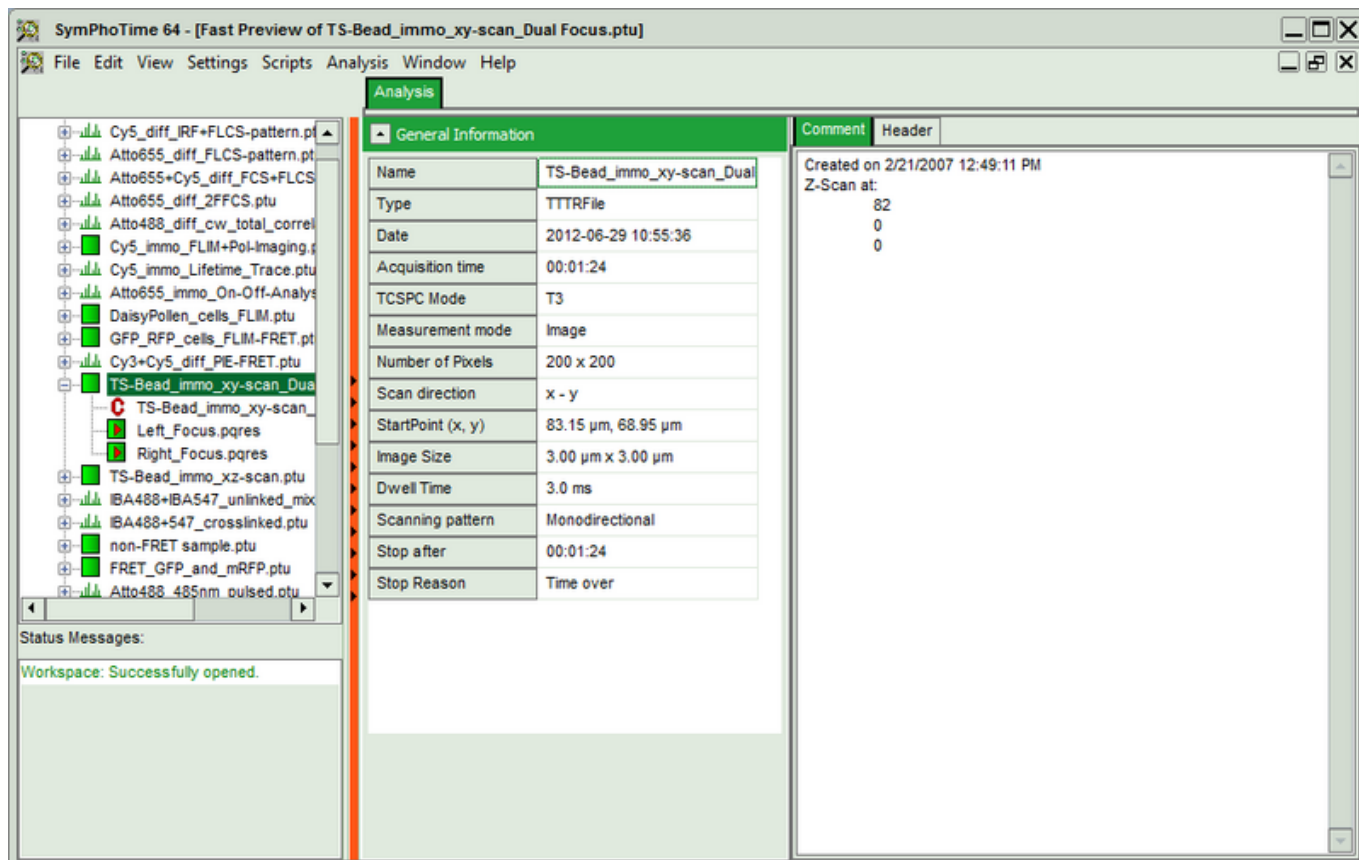 SymPhoTime 64 - [Fast Preview of TS-Bead_immo_xy-scan_Dual Focus.ptu]
File Edit View Settings Scripts Analysis Window Help
Analysis
Cy5_diff_IRF+FLCS-pattern.pt
Atto655_diff_FLCS-pattern.pt
Atto655+Cy5_diff_FCS+FLCS
Atto655_diff_2FFCS.ptu
Atto488_diff_cw_total_correl
Cy5_immo_FLIM+Pol-Imaging.p
Cy5_immo_Lifetime_Trace.ptu
Atto655_immo_On-Off-Analys
DaisyPollen_cells_FLIM.ptu
GFP_RFP_cells_FLIM-FRET.pt
Cy3+Cy5_diff_PIE-FRET.ptu
TS-Bead_immo_xy-scan_Dua
C TS-Bead_immo_xy-scan_
Left_Focus.pqres
Right_Focus.pqres
TS-Bead_immo_xz-scan.ptu
IBA488+IBA547_unlinked_mix
IBA488+547_crosslinked.ptu
non-FRET sample.ptu
FRET_GFP_and_mRFP.ptu
Atto488_485nm_pulsed.ptu
Status Messages:
Workspace: Successfully opened.
General Information
Name TS-Bead_immo_xy-scan_Dual
Type TTTRFile
Date 2012-06-29 10:55:36
Acquisition time 00:01:24
TCSPC Mode T3
Measurement mode Image
Number of Pixels 200 x 200
Scan direction x - y
StartPoint (x, y) 83.15 µm, 68.95 µm
Image Size 3.00 µm x 3.00 µm
Dwell Time 3.0 ms
Scanning pattern Monodirectional
Stop after 00:01:24
Stop Reason Time over
Comment Header
Created on 2/21/2007 12:49:11 PM
Z-Scan at:
82
0
0